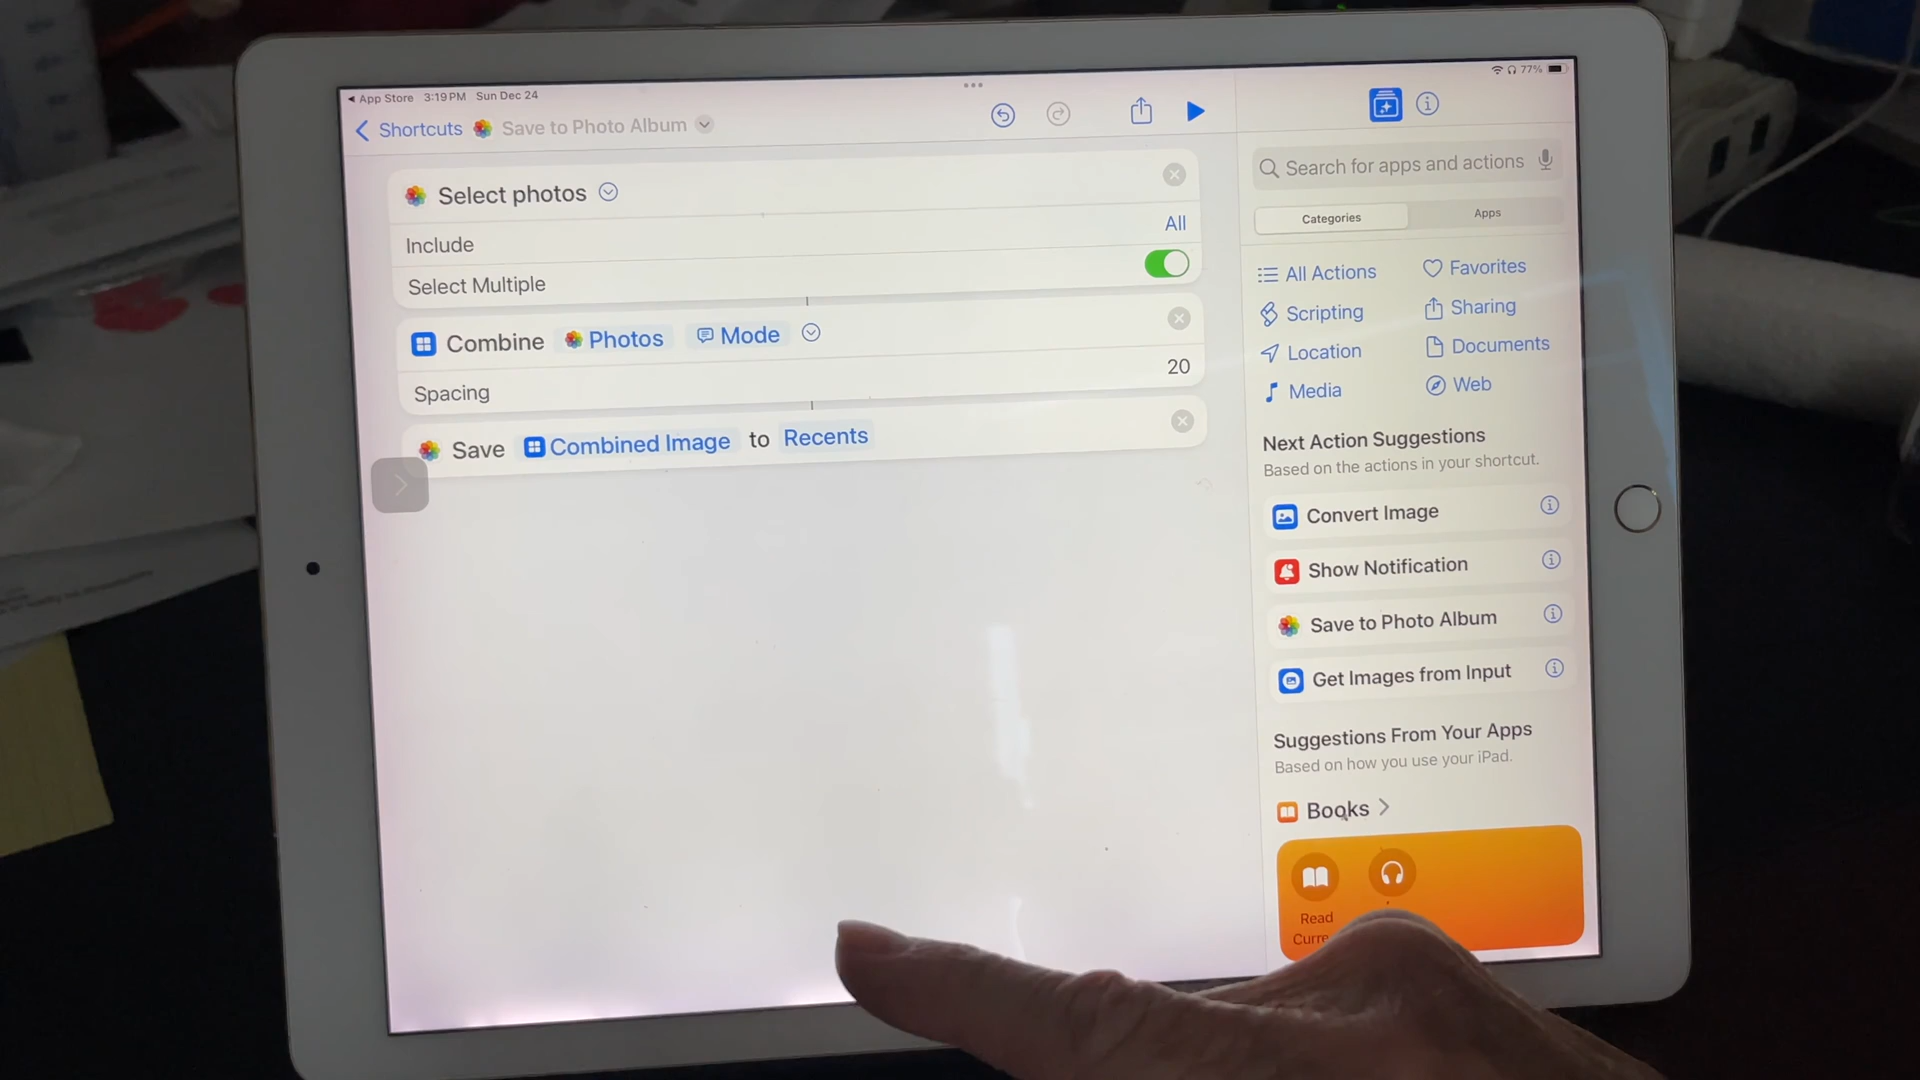 App Store 3:19 PM Sun Dec 24
77%
Shortcuts Save to Photo Album
Select photos
Include All
Select Multiple
Combine Photos Mode
Spacing 20
Save Combined Image to Recents
Search for apps and actions
Categories Apps
All Actions Favorites
Scripting Sharing
Location Documents
Media Web
Next Action Suggestions
Based on the actions in your shortcut.
Convert Image
Show Notification
Save to Photo Album
Get Images from Input
Suggestions From Your Apps
Based on how you use your iPad.
Books
Read
Curre